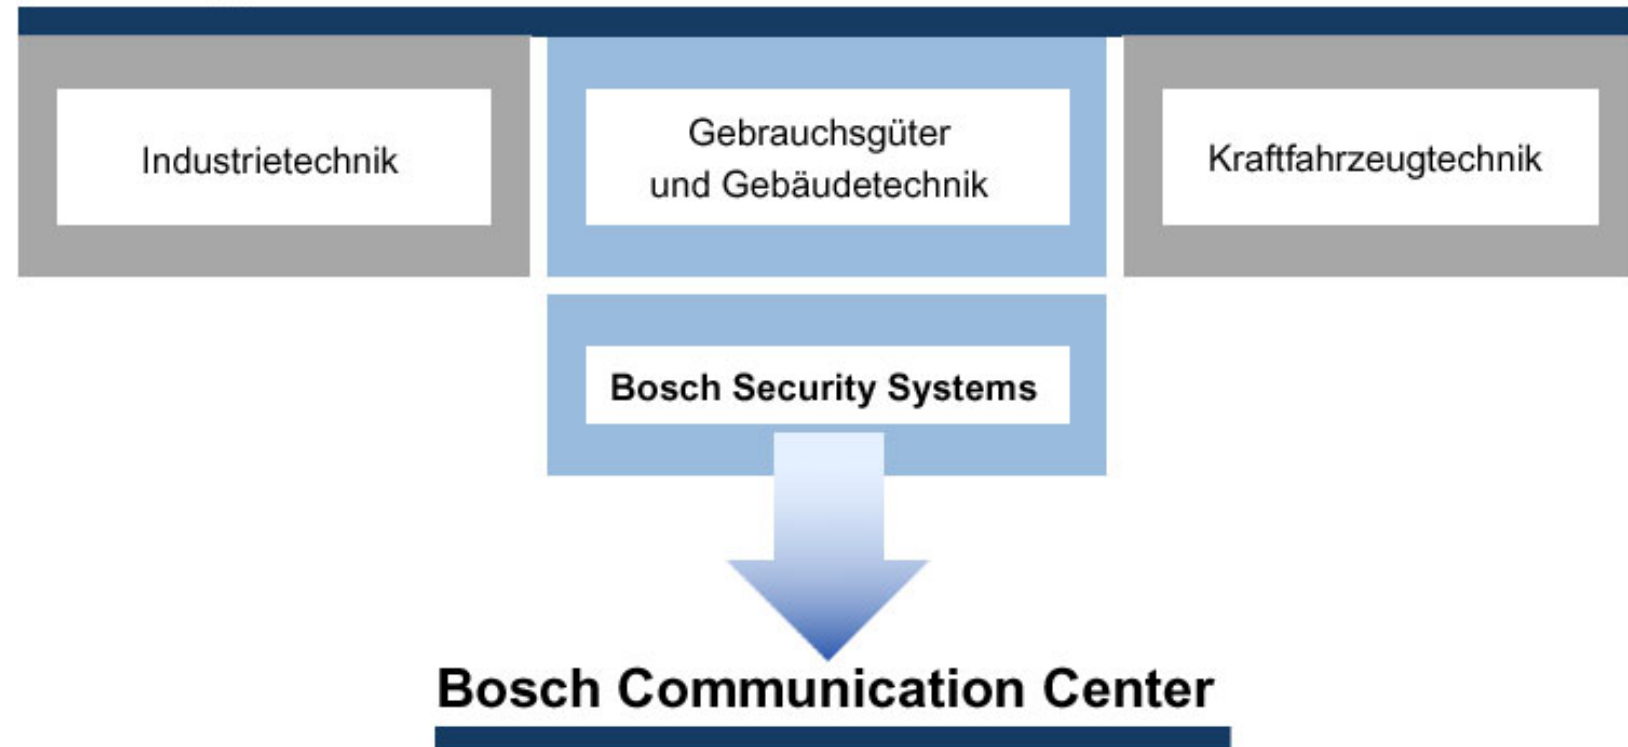 Industrietechnik
Gebrauchsgüter
und Gebäudetechnik
Kraftfahrzeugtechnik
Bosch Security Systems
Bosch Communication Center